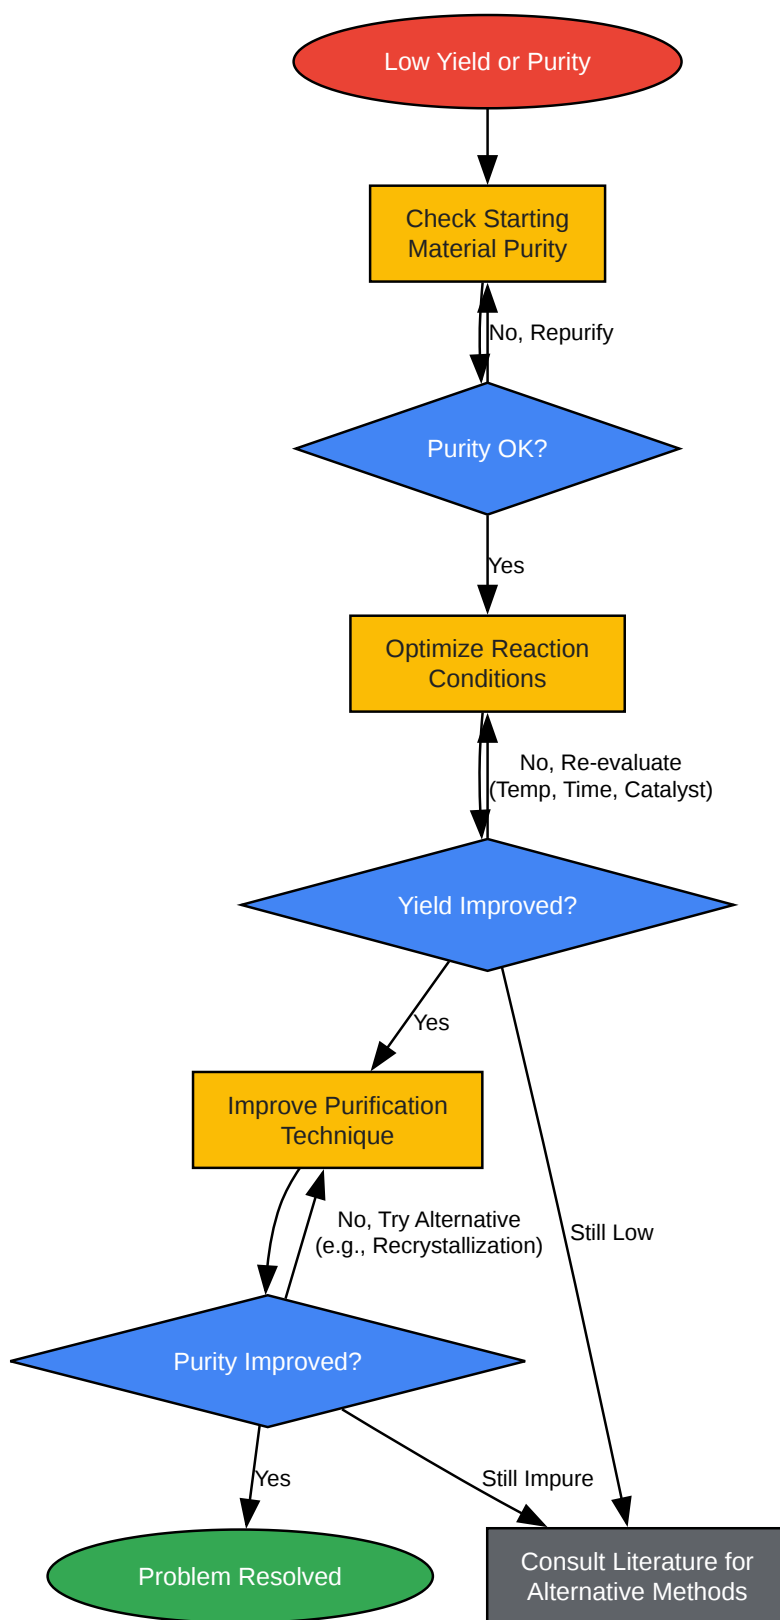 Low Yield or Purity
Check Starting
Material Purity
No, Repurify
Purity OK?
Yes
Optimize Reaction
Conditions
No, Re-evaluate
(Temp, Time, Catalyst)
Yield Improved?
Yes
Improve Purification
Technique
No, Try Alternative
(e.g., Recrystallization)
Still Low
Purity Improved?
Yes
Still Impure
Problem Resolved
Consult Literature for
Alternative Methods